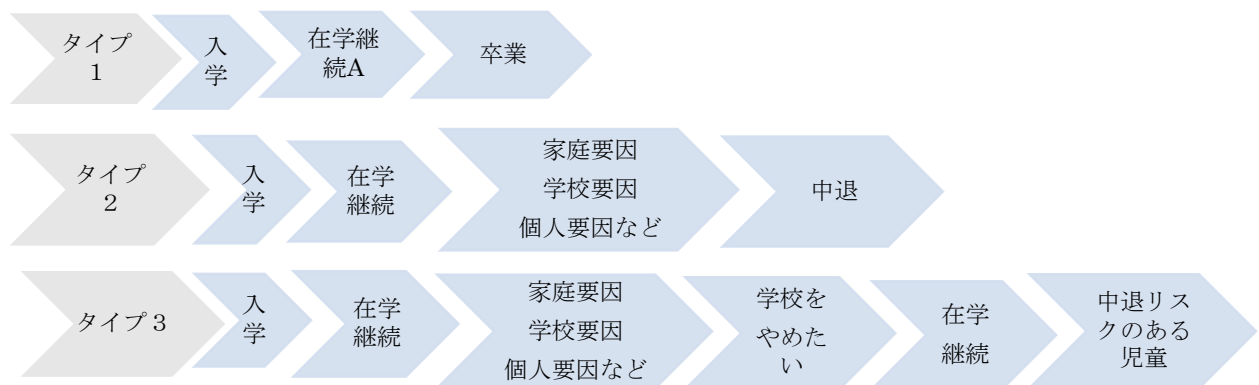 タイプ
1
入
学
在学継
続A
卒業
タイプ
2
入
学
在学
継続
家庭要因
学校要因
個人要因など
中退
タイプ 3
入
学
在学
継続
家庭要因
学校要因
個人要因など
学校を
やめた
い
在学
継続
中退リス
クのある
児童